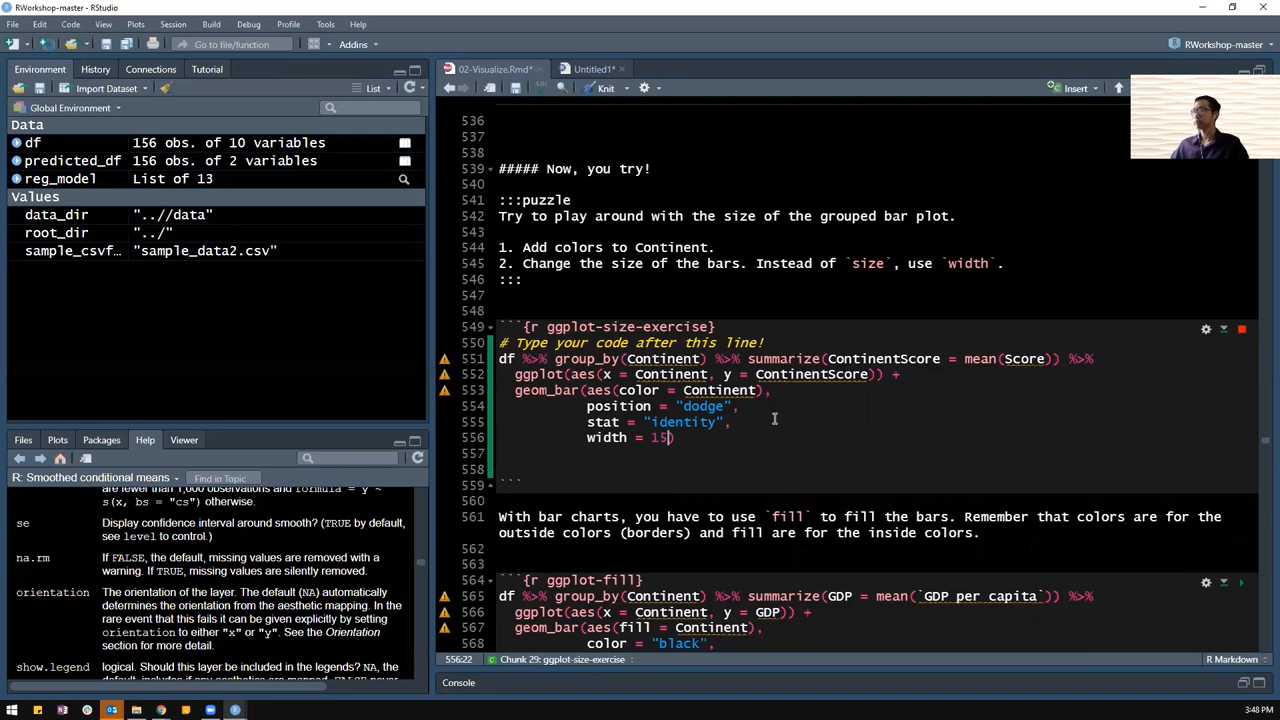 RWorkshop-master - RStudio
File Edit Code View Plots Session Build Debug Profile Tools Help
Go to file/function Addins RWorkshop-master
Environment History Connections Tutorial
Import Dataset List
Global Environment
Data
df 156 obs. of 10 variables
predicted_df 156 obs. of 2 variables
reg_model List of 13
Values
data_dir "..//data"
root_dir "../"
sample_csvf… "sample_data2.csv"
Files Plots Packages Help Viewer
R: Smoothed conditional means Find in Topic
are fewer than 1,000 observations and formula = y ~
s(x, bs = "cs") otherwise.
se Display confidence interval around smooth? (TRUE by default,
see level to control.)
na.rm If FALSE, the default, missing values are removed with a
warning. If TRUE, missing values are silently removed.
orientation The orientation of the layer. The default (NA) automatically
determines the orientation from the aesthetic mapping. In the
rare event that this fails it can be given explicitly by setting
orientation to either "x" or "y". See the Orientation
section for more detail.
show.legend logical. Should this layer be included in the legends? NA, the
default, includes if any aesthetics are mapped. FALSE never
02-Visualize.Rmd* Untitled1*
Knit Insert
536
537
538
539 ##### Now, you try!
540
541 :::puzzle
542 Try to play around with the size of the grouped bar plot.
543
544 1. Add colors to Continent.
545 2. Change the size of the bars. Instead of `size`, use `width`.
546 :::
547
548
549 ```{r ggplot-size-exercise}
550 # Type your code after this line!
551 df %>% group_by(Continent) %>% summarize(ContinentScore = mean(Score)) %>%
552 ggplot(aes(x = Continent, y = ContinentScore)) +
553 geom_bar(aes(color = Continent),
554 position = "dodge",
555 stat = "identity",
556 width = 15)
557
558
559 ```
560
561 With bar charts, you have to use `fill` to fill the bars. Remember that colors are for the
outside colors (borders) and fill are for the inside colors.
562
563
564 ```{r ggplot-fill}
565 df %>% group_by(Continent) %>% summarize(GDP = mean(`GDP per capita`)) %>%
566 ggplot(aes(x = Continent, y = GDP)) +
567 geom_bar(aes(fill = Continent),
568 color = "black",
556:22 Chunk 29: ggplot-size-exercise R Markdown
Console
3:48 PM